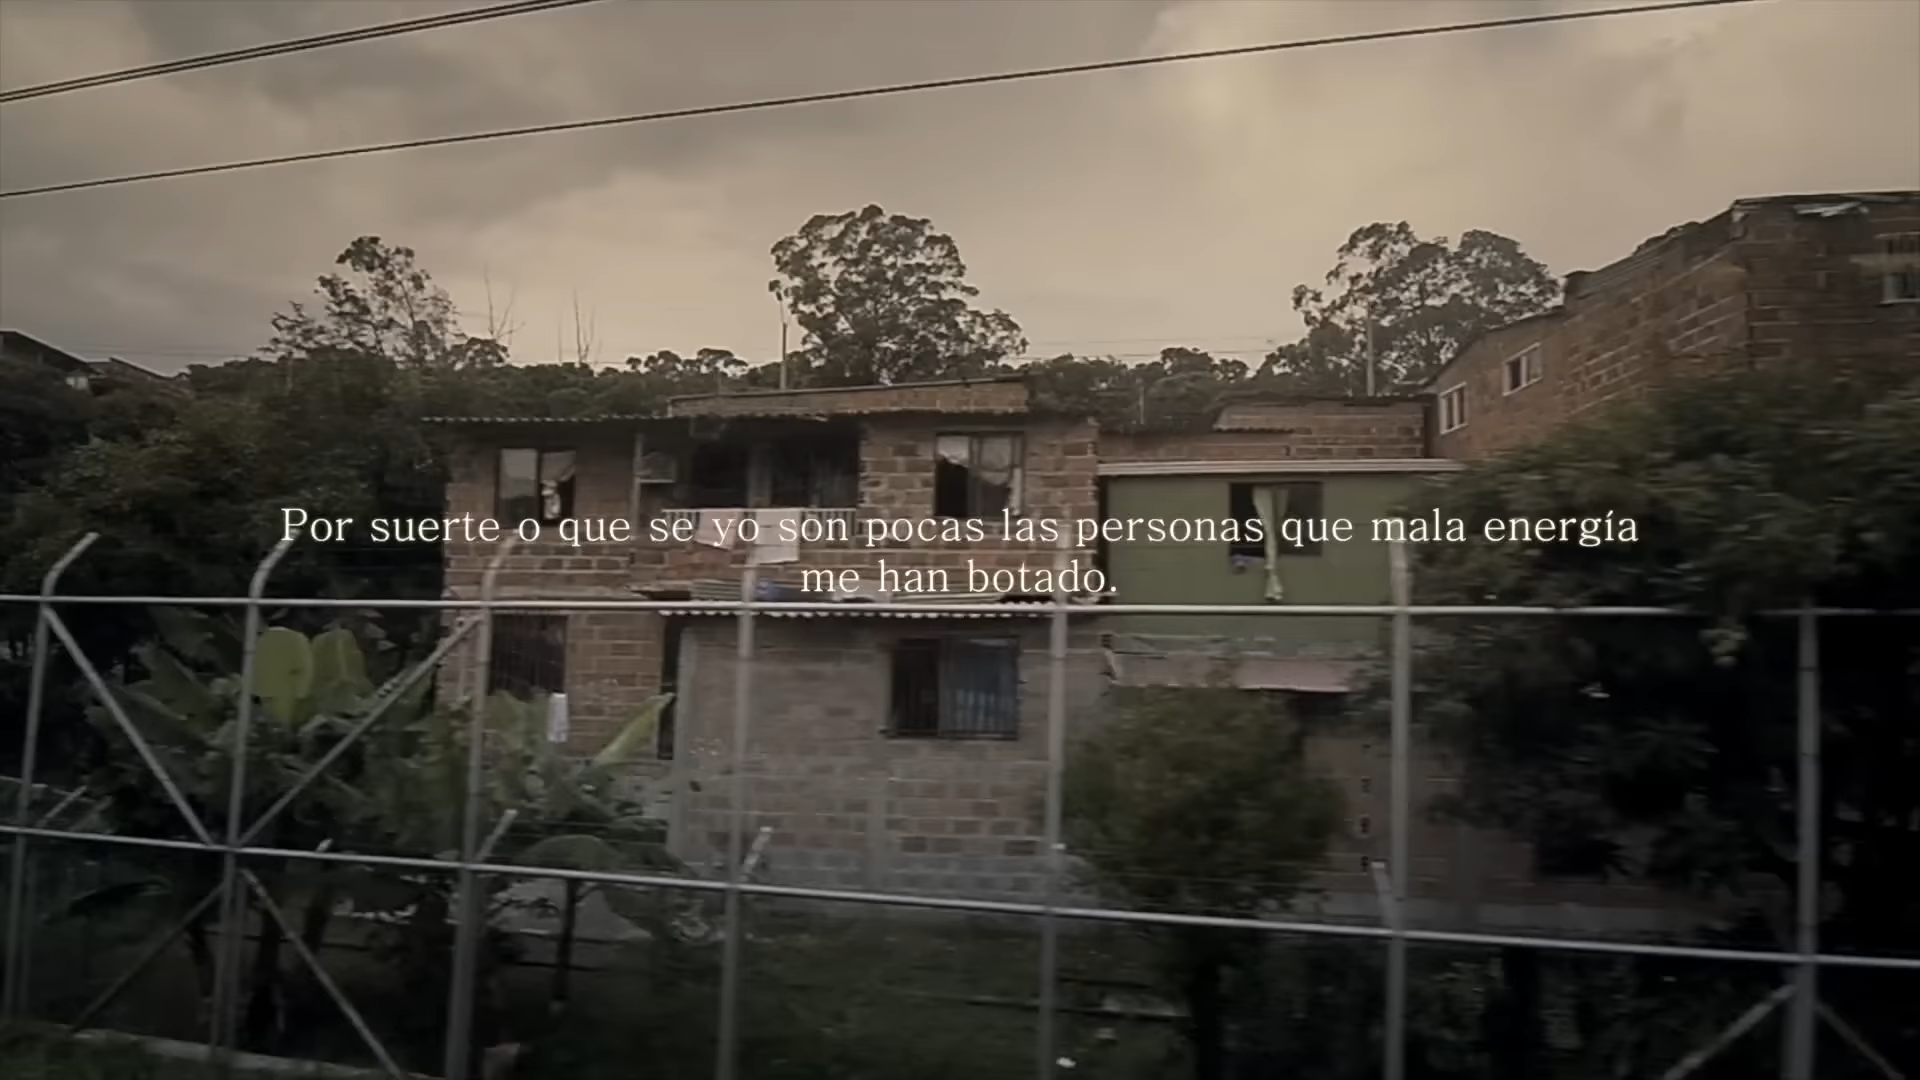 Por suerte o que se yo son pocas las personas que mala energía
me han botado.